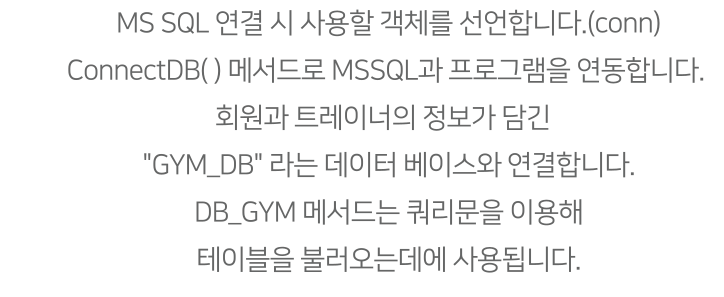 MS SQL 연결 시 사용할 객체를 선언합니다.(conn)
ConnectDB( ) 메서드로 MSSQL과 프로그램을 연동합니다.
회원과 트레이너의 정보가 담긴
"GYM_DB" 라는 데이터 베이스와 연결합니다.
DB_GYM 메서드는 쿼리문을 이용해
테이블을 불러오는데에 사용됩니다.